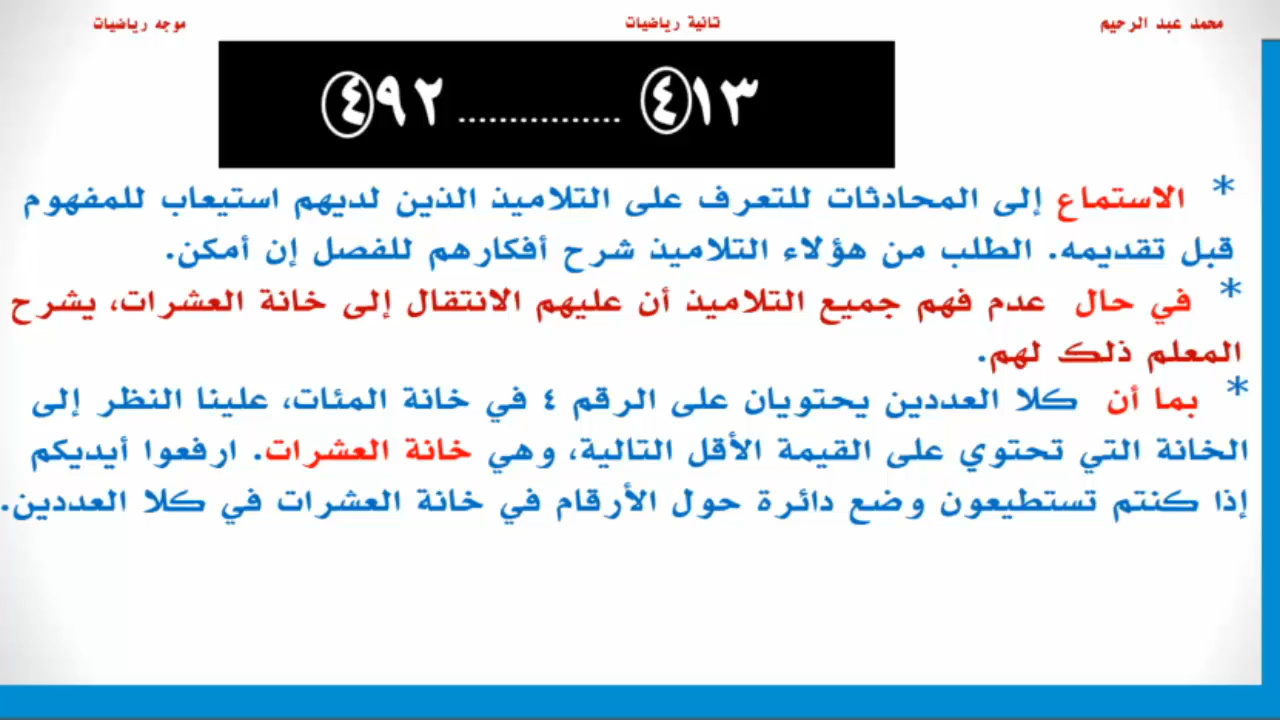 محمد عبد الرحيم
تانية رياضيات
موجه رياضيات
٤١٣ ................ ٤٩٢
* الاستماع إلى المحادثات للتعرف على التلاميذ الذين لديهم استيعاب للمفهوم
قبل تقديمه. الطلب من هؤلاء التلاميذ شرح أفكارهم للفصل إن أمكن.
* في حال عدم فهم جميع التلاميذ أن عليهم الانتقال إلى خانة العشرات، يشرح
المعلم ذلك لهم.
* بما أن كلا العددين يحتويان على الرقم ٤ في خانة المئات، علينا النظر إلى
الخانة التي تحتوي على القيمة الأقل التالية، وهي خانة العشرات. ارفعوا أيديكم
إذا كنتم تستطيعون وضع دائرة حول الأرقام في خانة العشرات في كلا العددين.